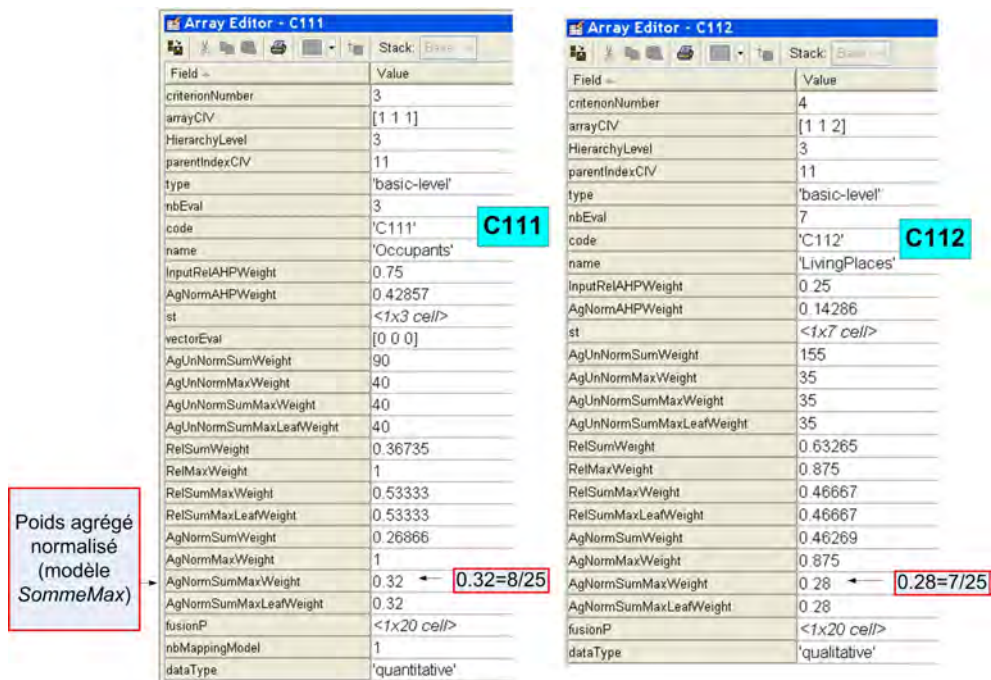 Array Editor - C111
Stack: Base
Field Value
criterionNumber 3
arrayCIV [1 1 1]
HierarchyLevel 3
parentIndexCIV 11
type 'basic-level'
nbEval 3
code 'C111'
name 'Occupants'
InputRelAHPWeight 0.75
AgNormAHPWeight 0.42857
st <1x3 cell>
vectorEval [0 0 0]
AgUnNormSumWeight 90
AgUnNormMaxWeight 40
AgUnNormSumMaxWeight 40
AgUnNormSumMaxLeafWeight 40
RelSumWeight 0.36735
RelMaxWeight 1
RelSumMaxWeight 0.53333
RelSumMaxLeafWeight 0.53333
AgNormSumWeight 0.26866
AgNormMaxWeight 1
AgNormSumMaxWeight 0.32
AgNormSumMaxLeafWeight 0.32
fusionP <1x20 cell>
nbMappingModel 1
dataType 'quantitative'
C111
0.32=8/25
Poids agrégé
normalisé
(modèle
SommeMax)
Array Editor - C112
Stack: Base
Field Value
criterionNumber 4
arrayCIV [1 1 2]
HierarchyLevel 3
parentIndexCIV 11
type 'basic-level'
nbEval 7
code 'C112'
name 'LivingPlaces'
InputRelAHPWeight 0.25
AgNormAHPWeight 0.14286
st <1x7 cell>
AgUnNormSumWeight 155
AgUnNormMaxWeight 35
AgUnNormSumMaxWeight 35
AgUnNormSumMaxLeafWeight 35
RelSumWeight 0.63265
RelMaxWeight 0.875
RelSumMaxWeight 0.46667
RelSumMaxLeafWeight 0.46667
AgNormSumWeight 0.46269
AgNormMaxWeight 0.875
AgNormSumMaxWeight 0.28
AgNormSumMaxLeafWeight 0.28
fusionP <1x20 cell>
dataType 'qualitative'
C112
0.28=7/25